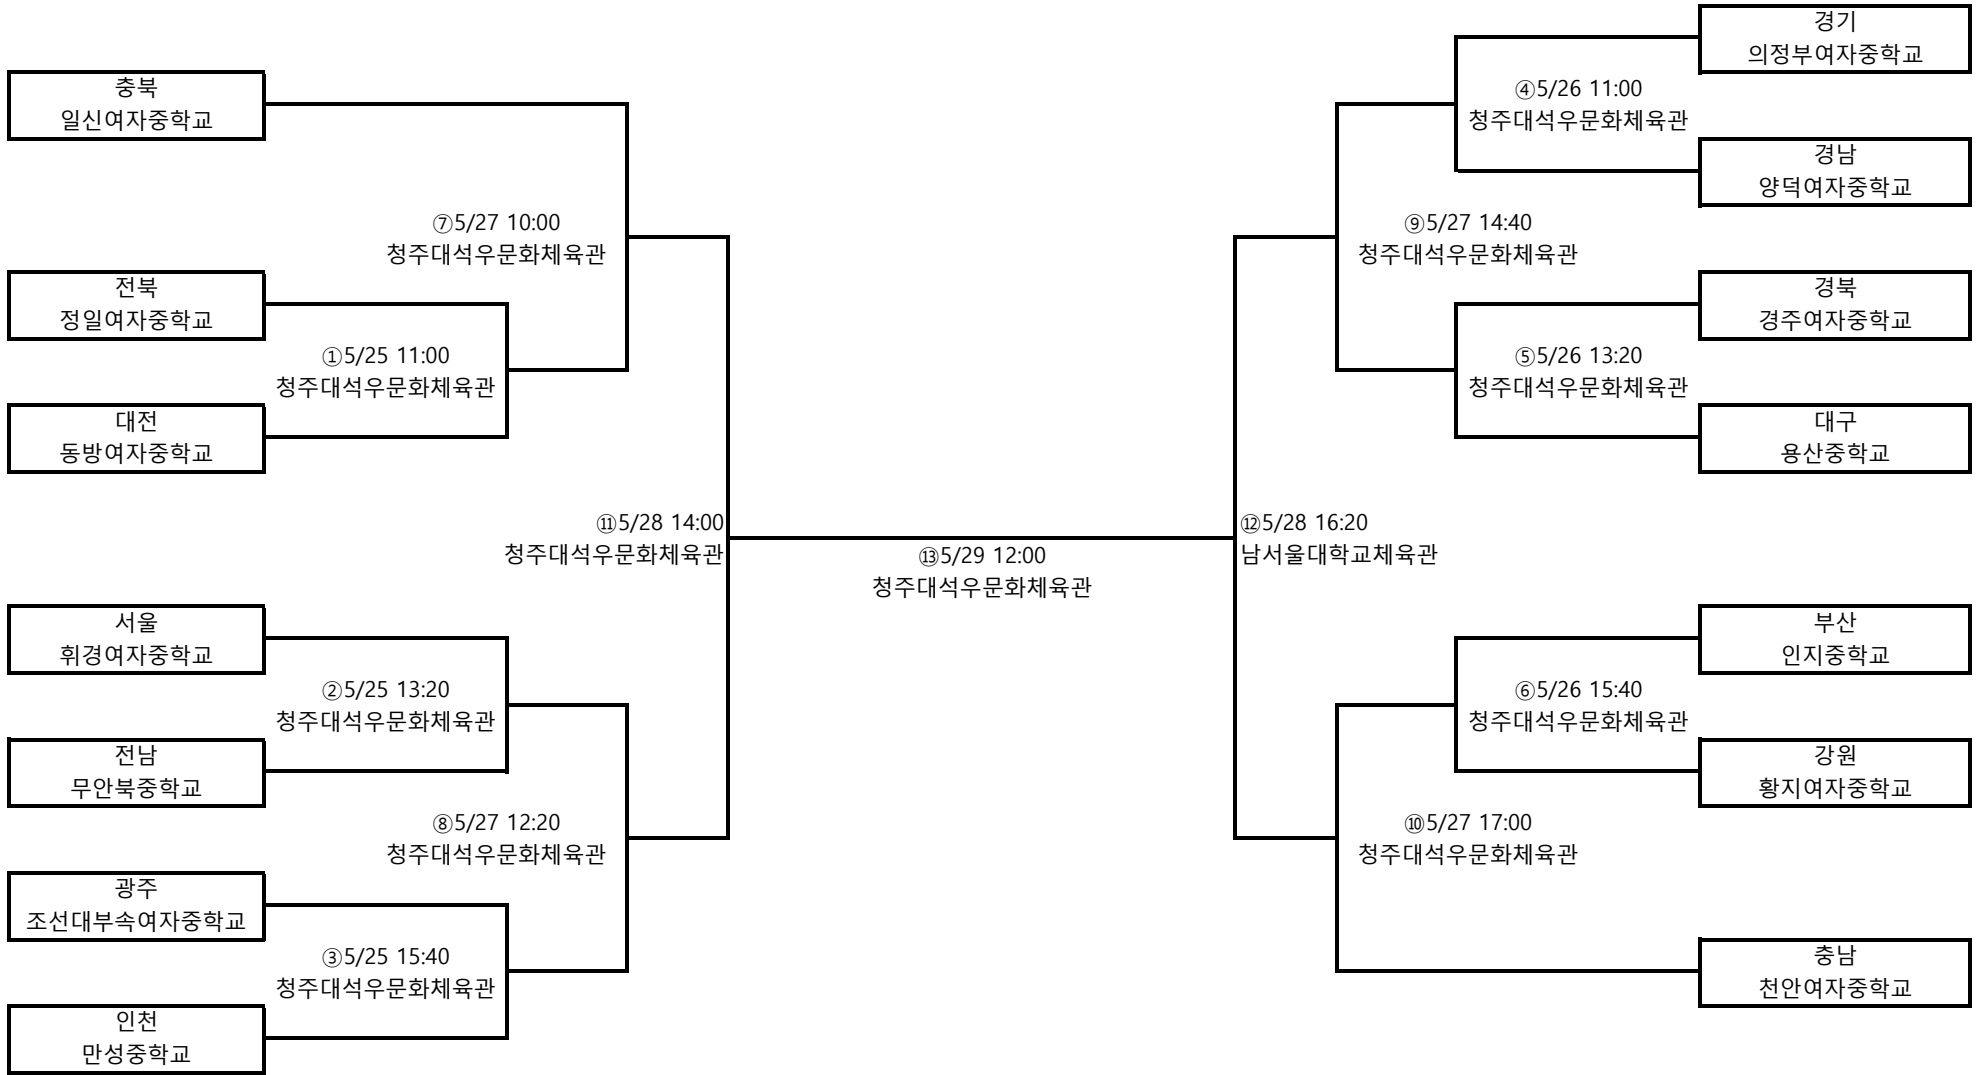 충북
일신여자중학교
⑦5/27 10:00
청주대석우문화체육관
전북
정일여자중학교
①5/25 11:00
청주대석우문화체육관
대전
동방여자중학교
⑪5/28 14:00
청주대석우문화체육관
서울
휘경여자중학교
②5/25 13:20
청주대석우문화체육관
전남
무안북중학교
⑧5/27 12:20
청주대석우문화체육관
광주
조선대부속여자중학교
③5/25 15:40
청주대석우문화체육관
인천
만성중학교
⑬5/29 12:00
청주대석우문화체육관
경기
의정부여자중학교
④5/26 11:00
청주대석우문화체육관
경남
양덕여자중학교
⑨5/27 14:40
청주대석우문화체육관
경북
경주여자중학교
⑤5/26 13:20
청주대석우문화체육관
대구
용산중학교
⑫5/28 16:20
남서울대학교체육관
부산
인지중학교
⑥5/26 15:40
청주대석우문화체육관
강원
황지여자중학교
⑩5/27 17:00
청주대석우문화체육관
충남
천안여자중학교